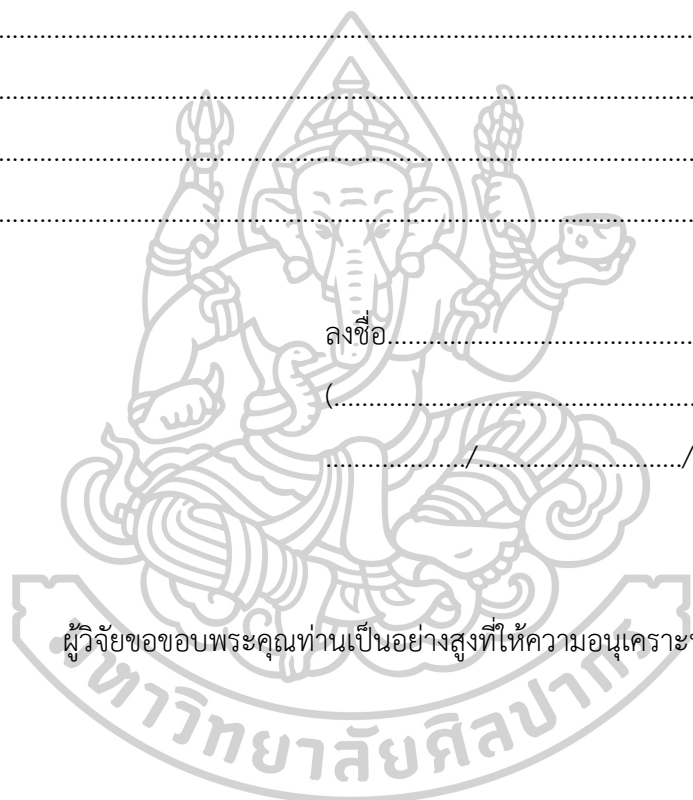 ................................................................................................................
................................................................................................................
................................................................................................................
................................................................................................................
ลงชื่อ....................................................
(.............................................................
...................../............................../
ผู้วิจัยขอขอบพระคุณท่านเป็นอย่างสูงที่ให้ความอนุเคราะ
มหาวิทยาลัยศิลปากร